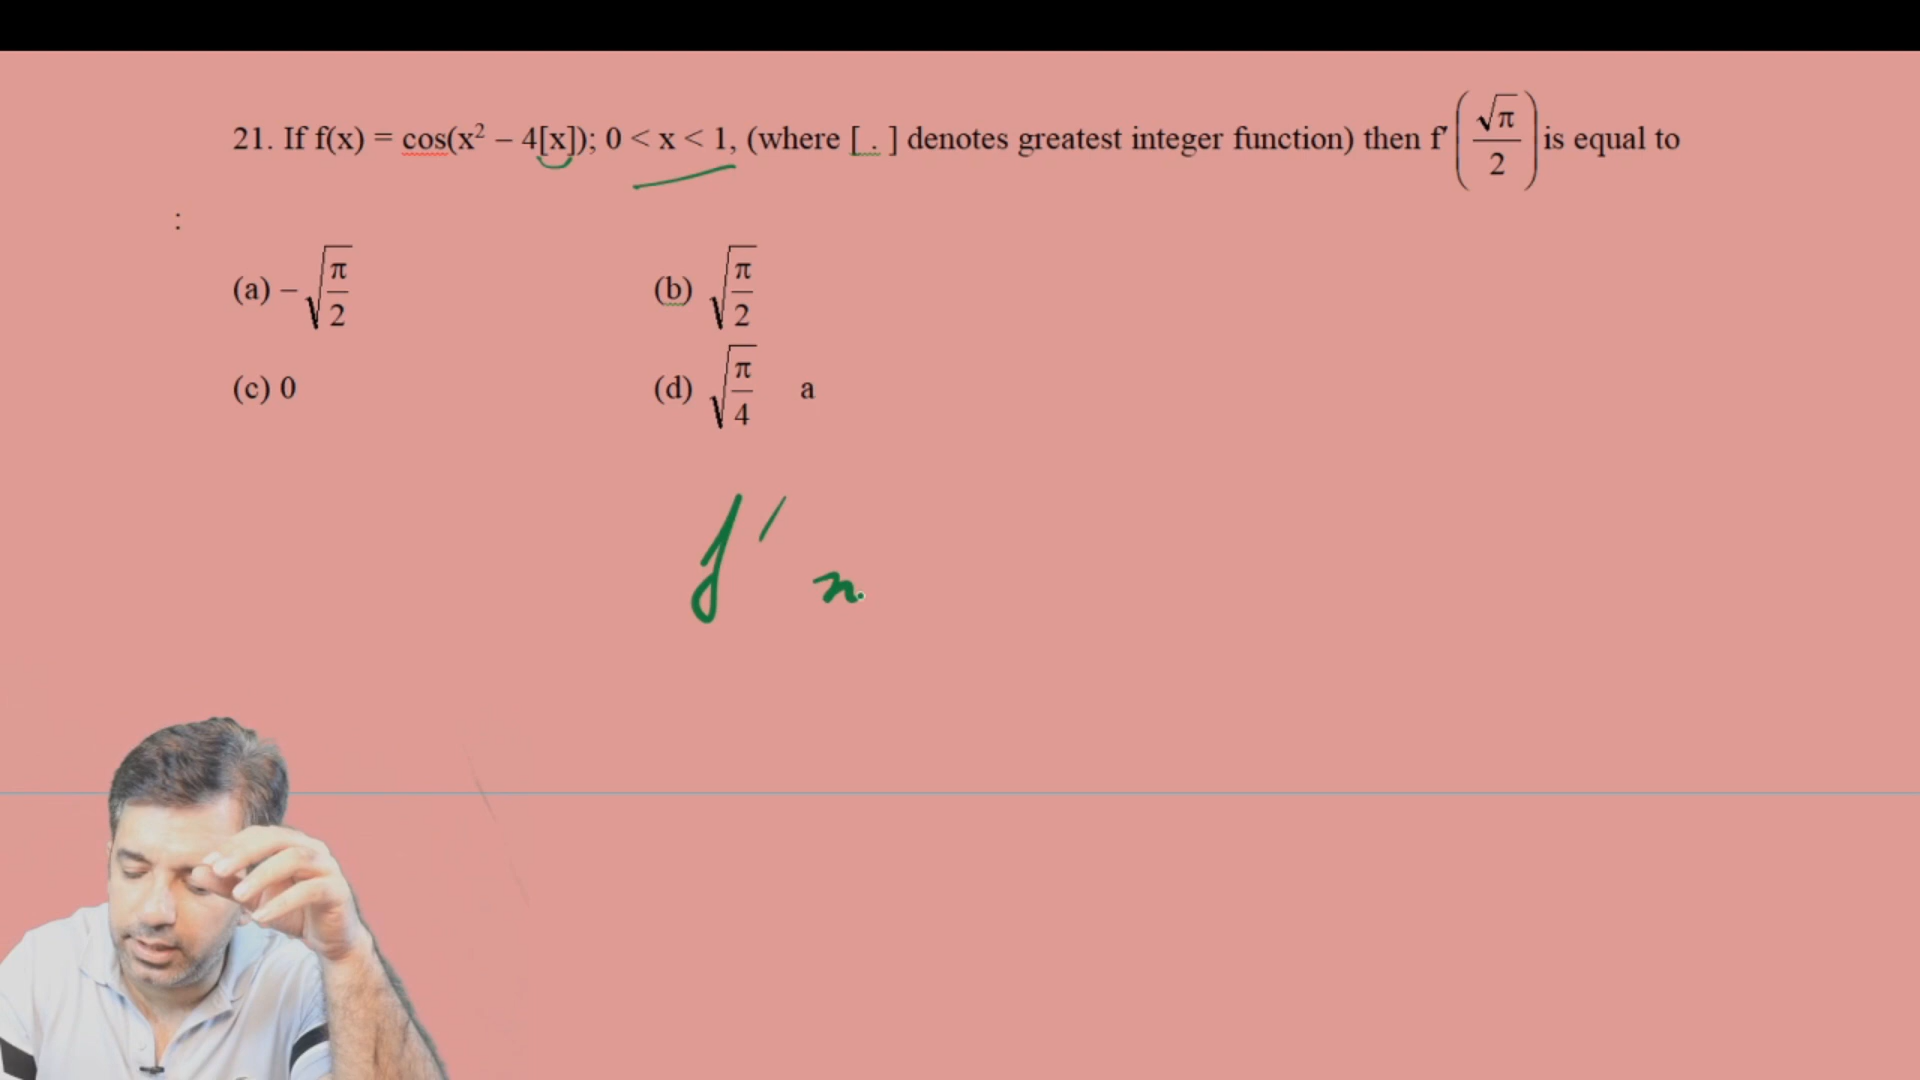 21. If f(x) = cos(x² – 4[x]); 0 < x < 1, (where [ . ] denotes greatest integer function) then f′(√π/2) is equal to
:
(a) –√(π/2) (b) √(π/2)
(c) 0 (d) √(π/4) a
f′ x